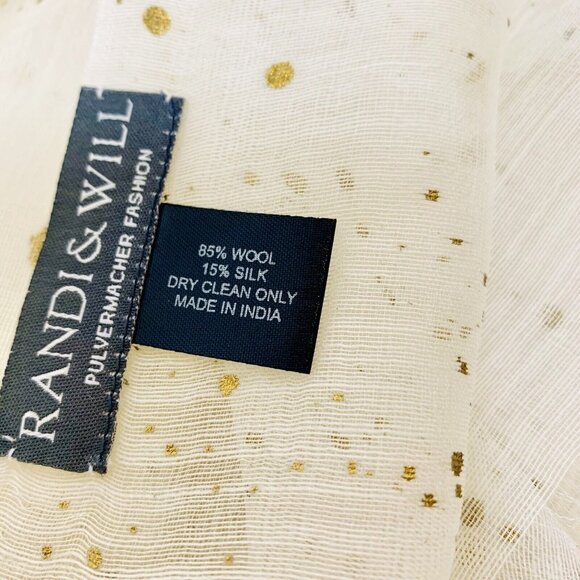 RANDI & WILL
PULVERMACHER FASHION
85% WOOL
15% SILK
DRY CLEAN ONLY
MADE IN INDIA